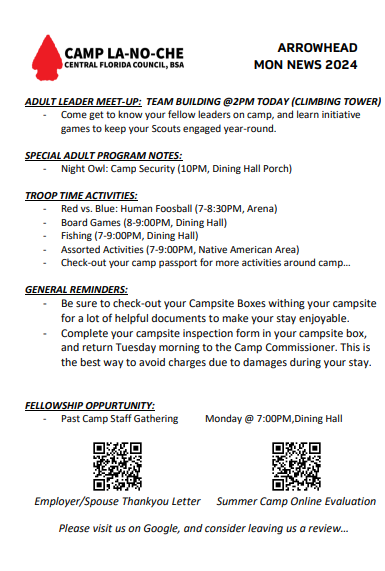 CAMP LA-NO-CHE
CENTRAL FLORIDA COUNCIL, BSA
ARROWHEAD
MON NEWS 2024
ADULT LEADER MEET-UP: TEAM BUILDING @2PM TODAY (CLIMBING TOWER)
- Come get to know your fellow leaders on camp, and learn initiative
games to keep your Scouts engaged year-round.
SPECIAL ADULT PROGRAM NOTES:
- Night Owl: Camp Security (10PM, Dining Hall Porch)
TROOP TIME ACTIVITIES:
- Red vs. Blue: Human Foosball (7-8:30PM, Arena)
- Board Games (8-9:00PM, Dining Hall)
- Fishing (7-9:00PM, Dining Hall)
- Assorted Activities (7-9:00PM, Native American Area)
- Check-out your camp passport for more activities around camp…
GENERAL REMINDERS:
- Be sure to check-out your Campsite Boxes withing your campsite
for a lot of helpful documents to make your stay enjoyable.
- Complete your campsite inspection form in your campsite box,
and return Tuesday morning to the Camp Commissioner. This is
the best way to avoid charges due to damages during your stay.
FELLOWSHIP OPPURTUNITY:
- Past Camp Staff Gathering Monday @ 7:00PM,Dining Hall
Employer/Spouse Thankyou Letter Summer Camp Online Evaluation
Please visit us on Google, and consider leaving us a review…